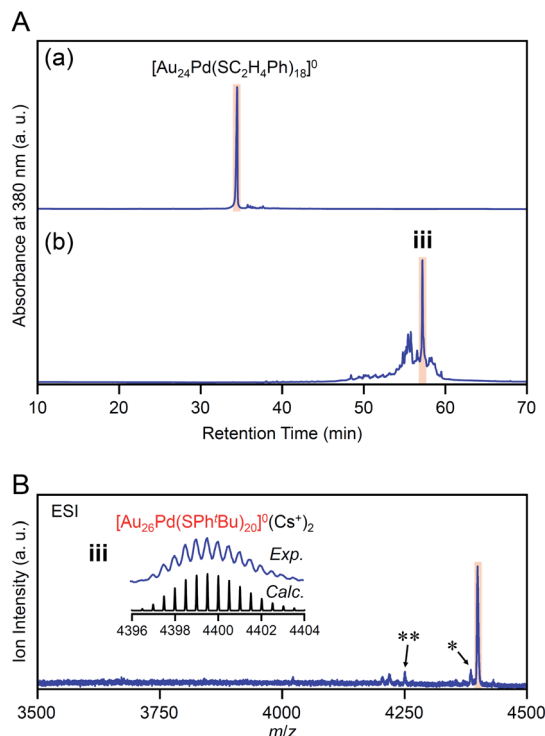 A
(a)
[Au₂₄Pd(SC₂H₄Ph)₁₈]⁰
(b)
iii
Absorbance at 380 nm (a. u.)
10 20 30 40 50 60 70
Retention Time (min)
B
ESI
[Au₂₆Pd(SPhᵗBu)₂₀]⁰(Cs⁺)₂
iii
Exp.
Calc.
4396 4398 4400 4402 4404
** *
Ion Intensity (a. u.)
3500 3750 4000 4250 4500
m/z